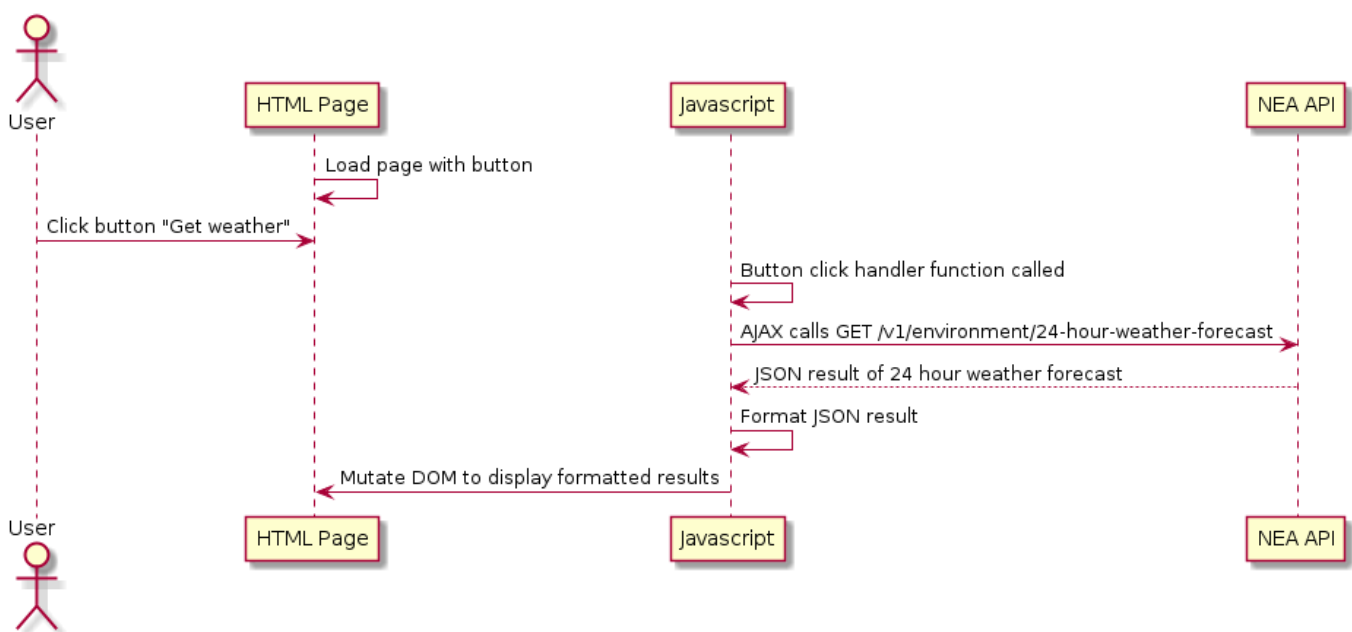 User
HTML Page
Javascript
NEA API
Load page with button
Click button "Get weather"
Button click handler function called
AJAX calls GET /v1/environment/24-hour-weather-forecast
JSON result of 24 hour weather forecast
Format JSON result
Mutate DOM to display formatted results
User
HTML Page
Javascript
NEA API